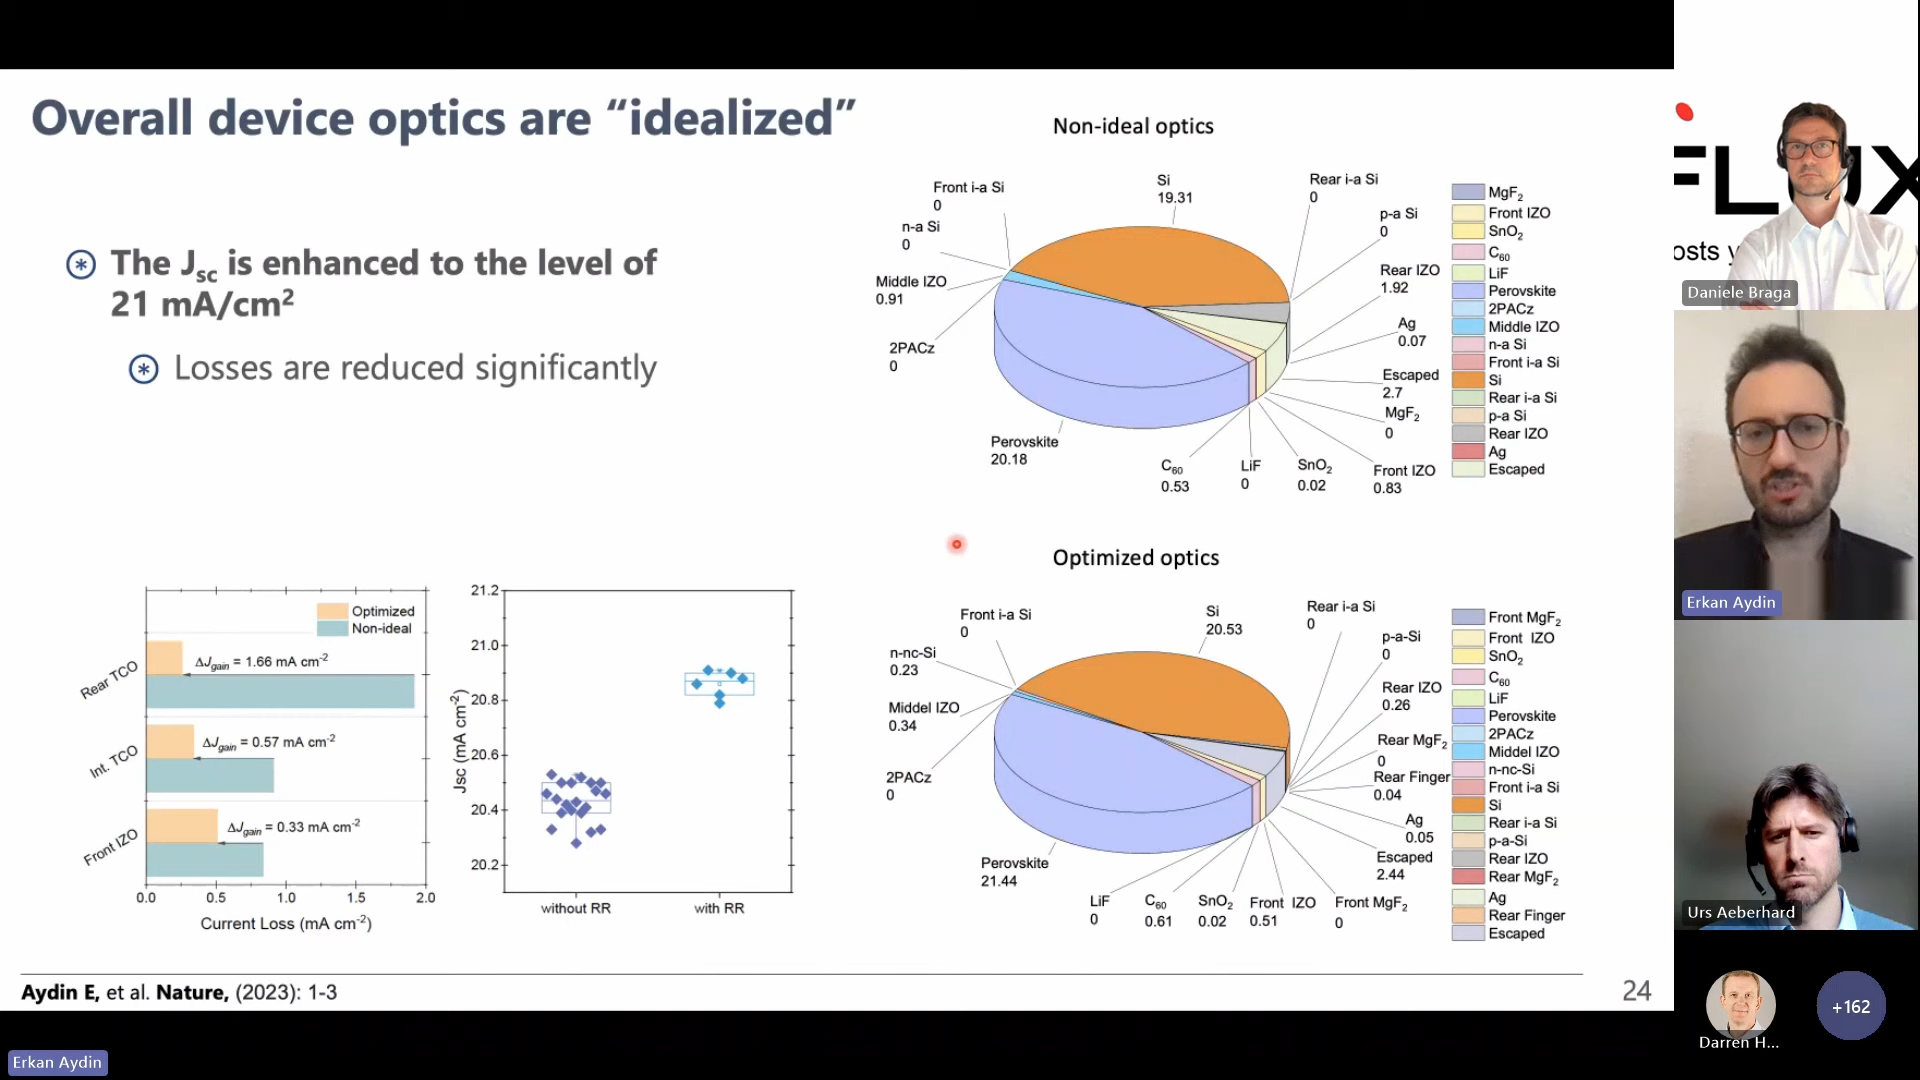 Overall device optics are “idealized”
The Jsc is enhanced to the level of
21 mA/cm2
Losses are reduced significantly
Non-ideal optics
Front i-a Si
0
n-a Si
0
Middle IZO
0.91
2PACz
0
Perovskite
20.18
Si
19.31
Rear i-a Si
0
p-a Si
0
Rear IZO
1.92
Ag
0.07
Escaped
2.7
MgF2
0
Front IZO
0.83
SnO2
0.02
LiF
0
C60
0.53
MgF2
Front IZO
SnO2
C60
LiF
Perovskite
2PACz
Middle IZO
n-a Si
Front i-a Si
Si
Rear i-a Si
p-a Si
Rear IZO
Ag
Escaped
Optimized optics
Front i-a Si
0
n-nc-Si
0.23
Middel IZO
0.34
2PACz
0
Perovskite
21.44
Si
20.53
Rear i-a Si
0
p-a-Si
0
Rear IZO
0.26
Rear MgF2
0
Rear Finger
0.04
Ag
0.05
Escaped
2.44
LiF
0
C60
0.61
SnO2
0.02
Front IZO
0.51
Front MgF2
0
Front MgF2
Front IZO
SnO2
C60
LiF
Perovskite
2PACz
Middel IZO
n-nc-Si
Front i-a Si
Si
Rear i-a Si
p-a-Si
Rear IZO
Rear MgF2
Ag
Rear Finger
Escaped
Optimized
Non-ideal
Rear TCO
ΔJgain = 1.66 mA cm-2
Int. TCO
ΔJgain = 0.57 mA cm-2
Front IZO
ΔJgain = 0.33 mA cm-2
0.0 0.5 1.0 1.5 2.0
Current Loss (mA cm-2)
Jsc (mA cm-2)
21.2
21.0
20.8
20.6
20.4
20.2
without RR with RR
Aydin E, et al. Nature, (2023): 1-3
24
Erkan Aydin
FLUX
osts y
Daniele Braga
Erkan Aydin
Urs Aeberhard
Darren H...
+162